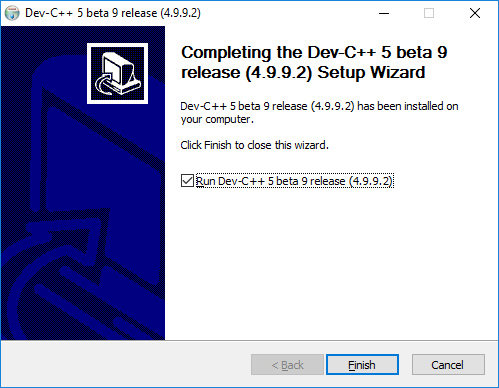 Dev-C++ 5 beta 9 release (4.9.9.2)
Completing the Dev-C++ 5 beta 9
release (4.9.9.2) Setup Wizard
Dev-C++ 5 beta 9 release (4.9.9.2) has been installed on
your computer.
Click Finish to close this wizard.
Run Dev-C++ 5 beta 9 release (4.9.9.2)
< Back Finish Cancel